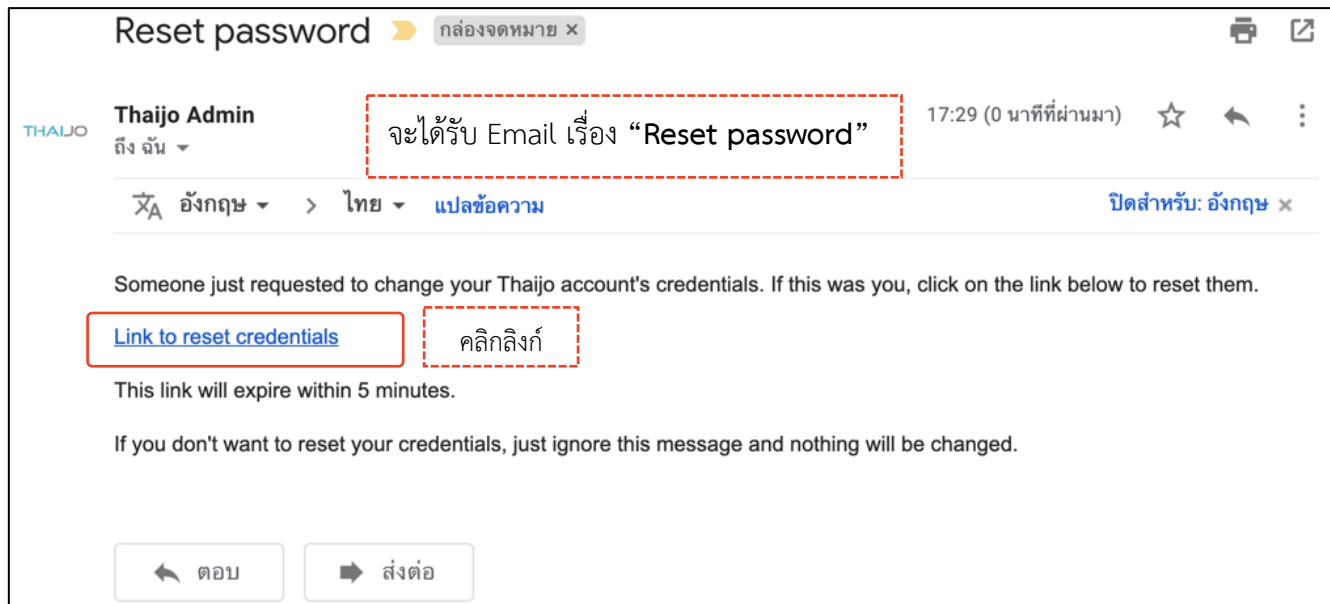 Reset password กล่องจดหมาย ×
THAIJO
Thaijo Admin
ถึง ฉัน
จะได้รับ Email เรื่อง “Reset password”
17:29 (0 นาทีที่ผ่านมา)
อังกฤษ > ไทย แปลข้อความ ปิดสำหรับ: อังกฤษ ×
Someone just requested to change your Thaijo account's credentials. If this was you, click on the link below to reset them.
Link to reset credentials
คลิกลิงก์
This link will expire within 5 minutes.
If you don't want to reset your credentials, just ignore this message and nothing will be changed.
ตอบ ส่งต่อ